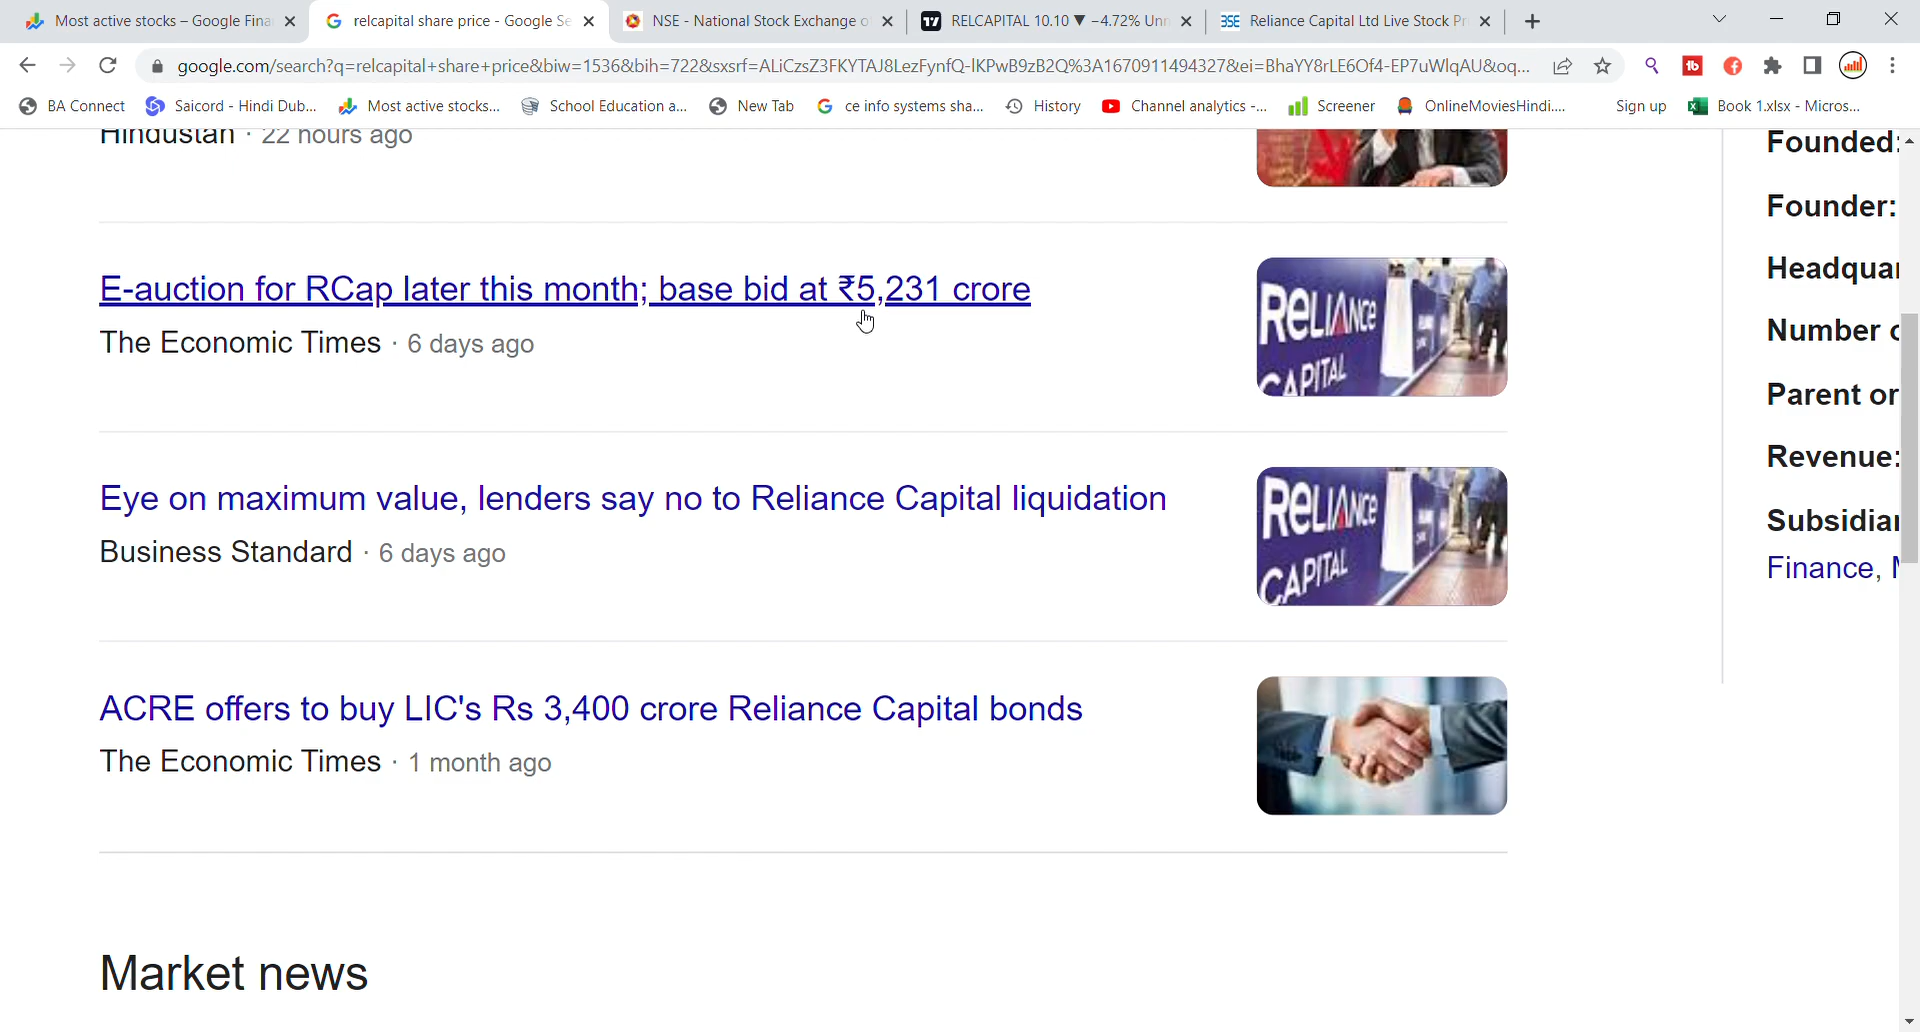 Most active stocks – Google Fina
relcapital share price - Google Se
NSE - National Stock Exchange o
RELCAPITAL 10.10 ▼ −4.72% Unn
Reliance Capital Ltd Live Stock Pr
google.com/search?q=relcapital+share+price&biw=1536&bih=722&sxsrf=ALiCzsZ3FKYTAJ8LezFynfQ-lKPwB9zB2Q%3A1670911494327&ei=BhaYY8rLE6Of4-EP7uWlqAU&oq...
BA Connect
Saicord - Hindi Dub...
Most active stocks...
School Education a...
New Tab
ce info systems sha...
History
Channel analytics -...
Screener
OnlineMoviesHindi....
Sign up
Book 1.xlsx - Micros...
Hindustan · 22 hours ago
E-auction for RCap later this month; base bid at ₹5,231 crore
The Economic Times · 6 days ago
RELIANCE
CAPITAL
Eye on maximum value, lenders say no to Reliance Capital liquidation
Business Standard · 6 days ago
RELIANCE
CAPITAL
ACRE offers to buy LIC's Rs 3,400 crore Reliance Capital bonds
The Economic Times · 1 month ago
Market news
Founded:
Founder:
Headquar
Number
Parent or
Revenue:
Subsidiar
Finance,